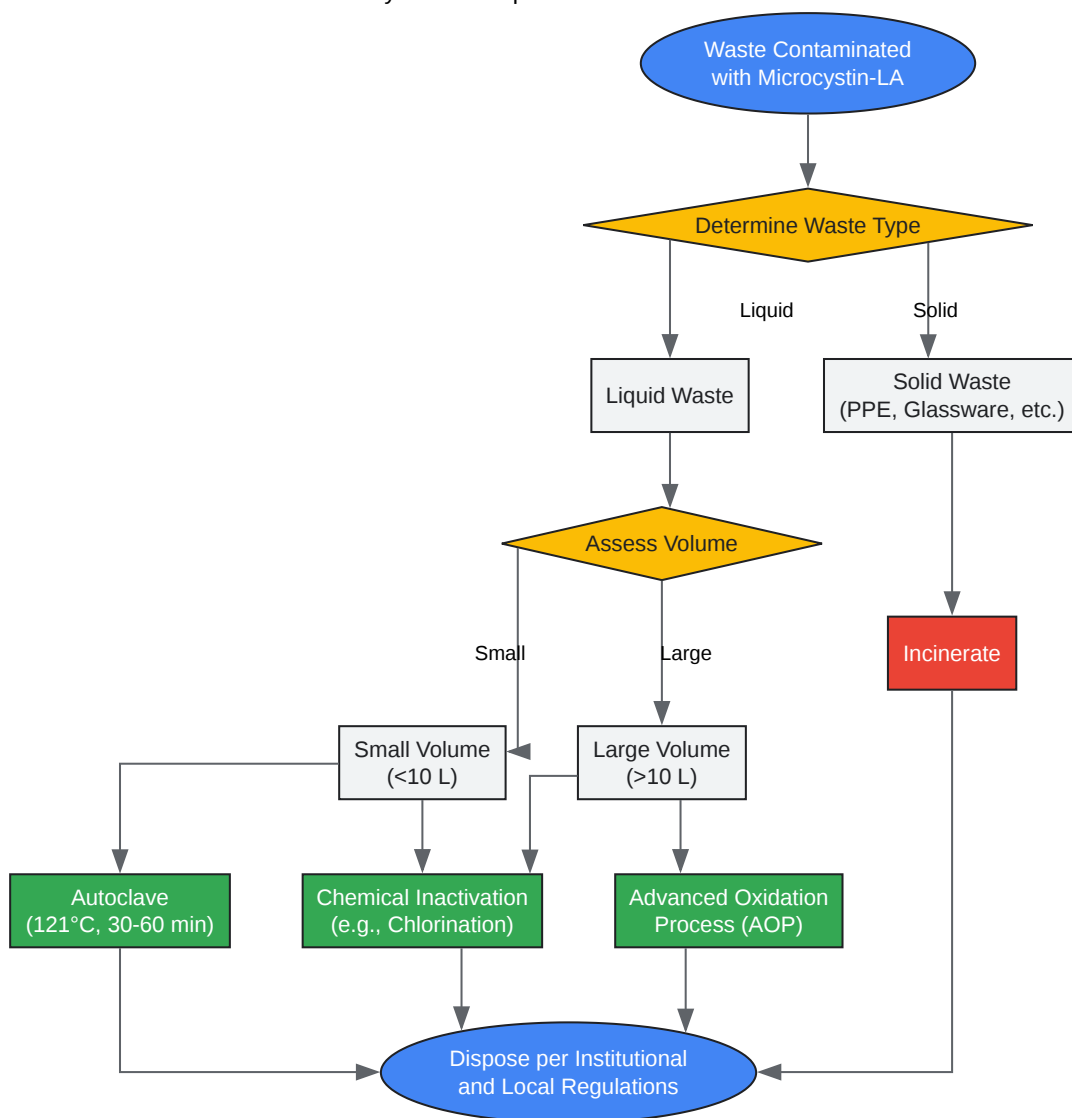 Waste Contaminated
with Microcystin-LA
Determine Waste Type
Liquid
Solid
Liquid Waste
Solid Waste
(PPE, Glassware, etc.)
Assess Volume
Small
Large
Incinerate
Small Volume
(<10 L)
Large Volume
(>10 L)
Autoclave
(121°C, 30-60 min)
Chemical Inactivation
(e.g., Chlorination)
Advanced Oxidation
Process (AOP)
Dispose per Institutional
and Local Regulations